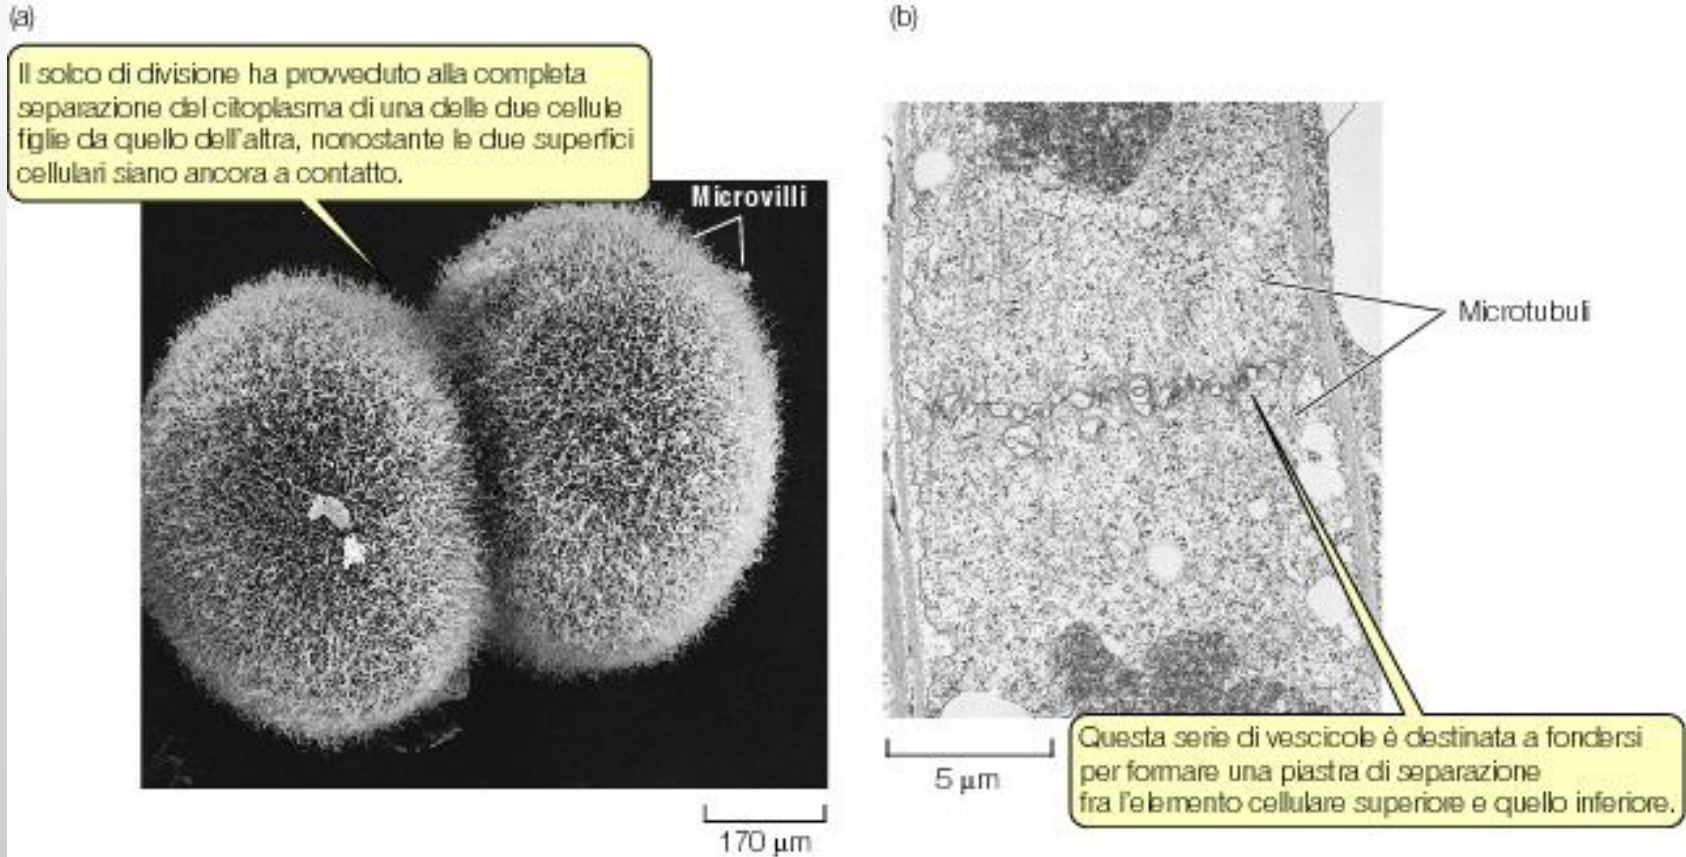 (a)
Il solco di divisione ha provveduto alla completa
separazione del citoplasma di una delle due cellule
figlie da quello dell'altra, nonostante le due superfici
cellulari siano ancora a contatto.
Microvilli
170 μm
(b)
Microtubuli
5 μm
Questa serie di vescicole è destinata a fondersi
per formare una piastra di separazione
fra l'elemento cellulare superiore e quello inferiore.